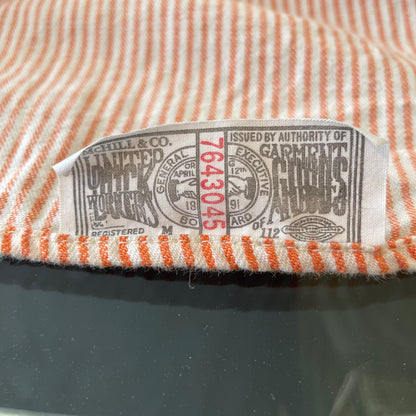 McHILL & CO.
ISSUED BY AUTHORITY OF
UNITED
GARMENT
WORKERS
GENERAL
EXECUTIVE
BOARD
APRIL
12TH
1891
7643045
OF
GOODS
REGISTERED
M
112